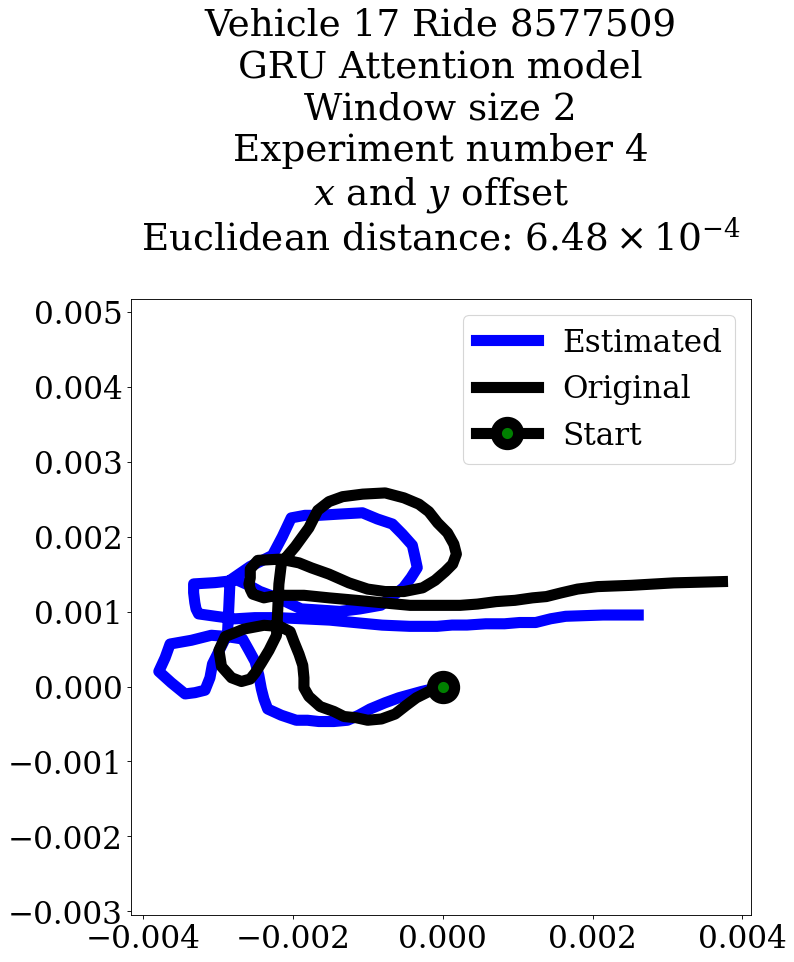 Vehicle 17 Ride 8577509
GRU Attention model
Window size 2
Experiment number 4
x and y offset
Euclidean distance: 6.48 × 10⁻⁴
Estimated
Original
Start
0.005
0.004
0.003
0.002
0.001
0.000
−0.001
−0.002
−0.003
−0.004 −0.002 0.000 0.002 0.004